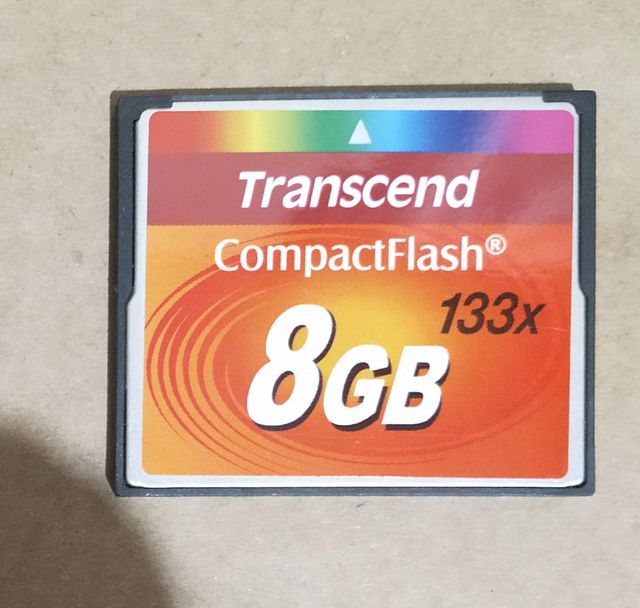 Transcend
CompactFlash®
133x
8GB